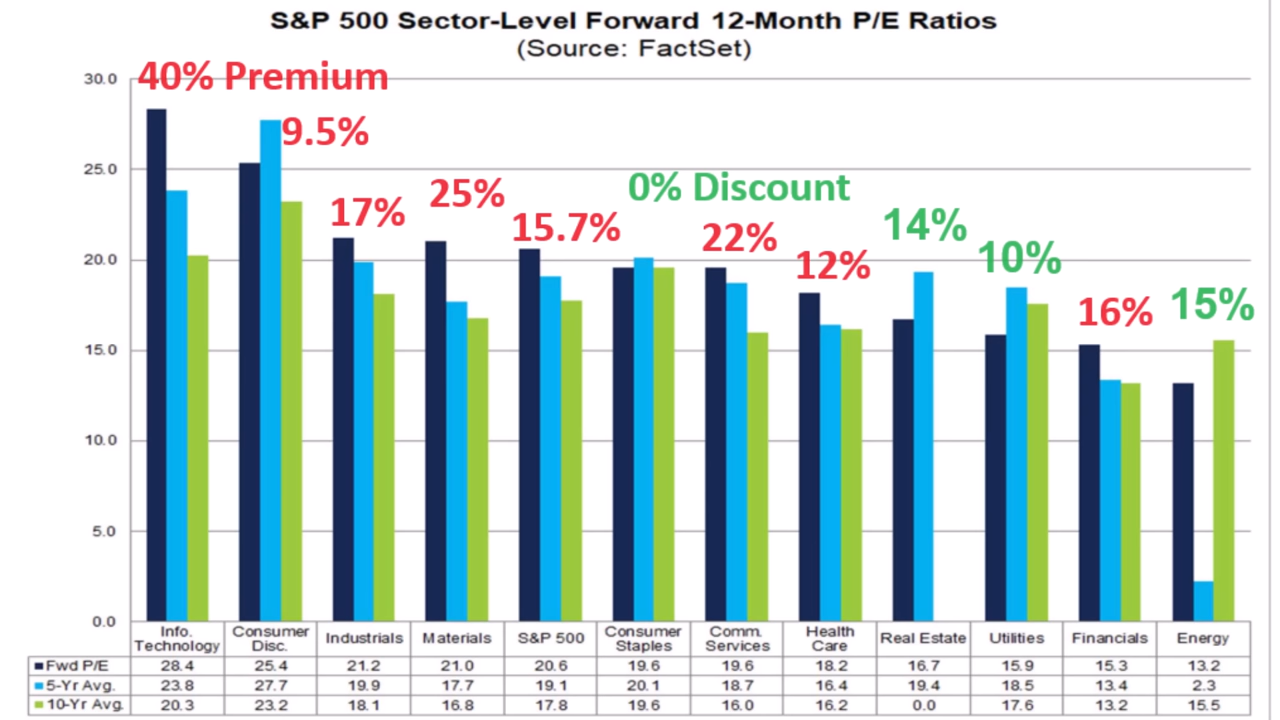 S&P 500 Sector-Level Forward 12-Month P/E Ratios
(Source: FactSet)
30.0
40% Premium
9.5%
25.0
17%
25%
15.7%
0% Discount
22%
12%
14%
10%
16%
15%
20.0
15.0
10.0
5.0
0.0
Info. Technology Consumer Disc. Industrials Materials S&P 500 Consumer Staples Comm. Services Health Care Real Estate Utilities Financials Energy
Fwd P/E 28.4 25.4 21.2 21.0 20.6 19.6 19.6 18.2 16.7 15.9 15.3 13.2
5-Yr Avg. 23.8 27.7 19.9 17.7 19.1 20.1 18.7 16.4 19.4 18.5 13.4 2.3
10-Yr Avg. 20.3 23.2 18.1 16.8 17.8 19.6 16.0 16.2 0.0 17.6 13.2 15.5